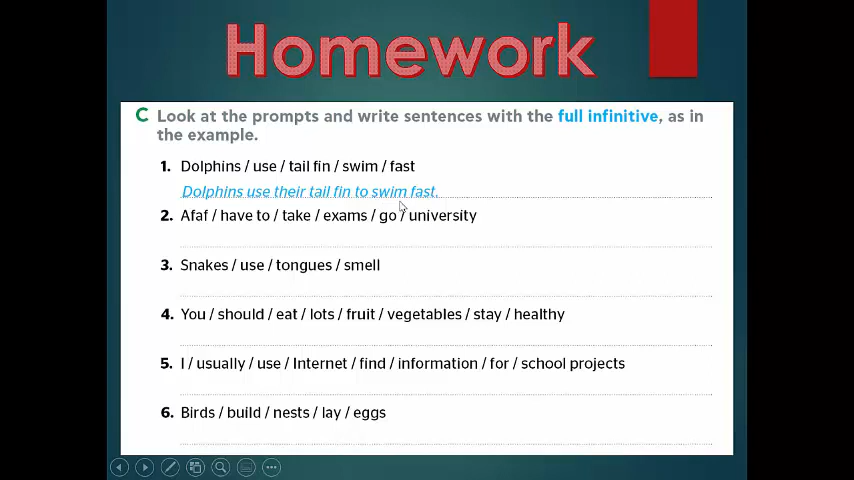 Homework
C Look at the prompts and write sentences with the full infinitive, as in
the example.
1. Dolphins / use / tail fin / swim / fast
Dolphins use their tail fin to swim fast.
2. Afaf / have to / take / exams / go / university
3. Snakes / use / tongues / smell
4. You / should / eat / lots / fruit / vegetables / stay / healthy
5. I / usually / use / Internet / find / information / for / school projects
6. Birds / build / nests / lay / eggs